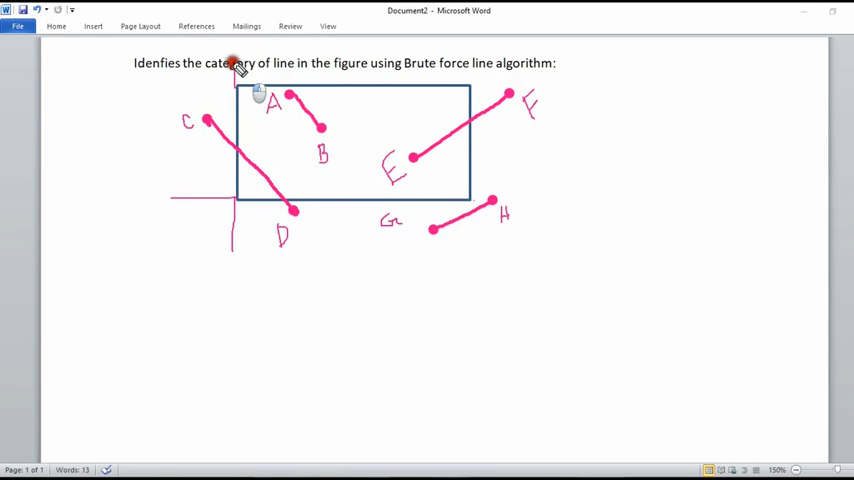 Document2 - Microsoft Word
File Home Insert Page Layout References Mailings Review View
Idenfies the category of line in the figure using Brute force line algorithm:
A
F
C
B
E
G
H
D
Page: 1 of 1 Words: 13 150%